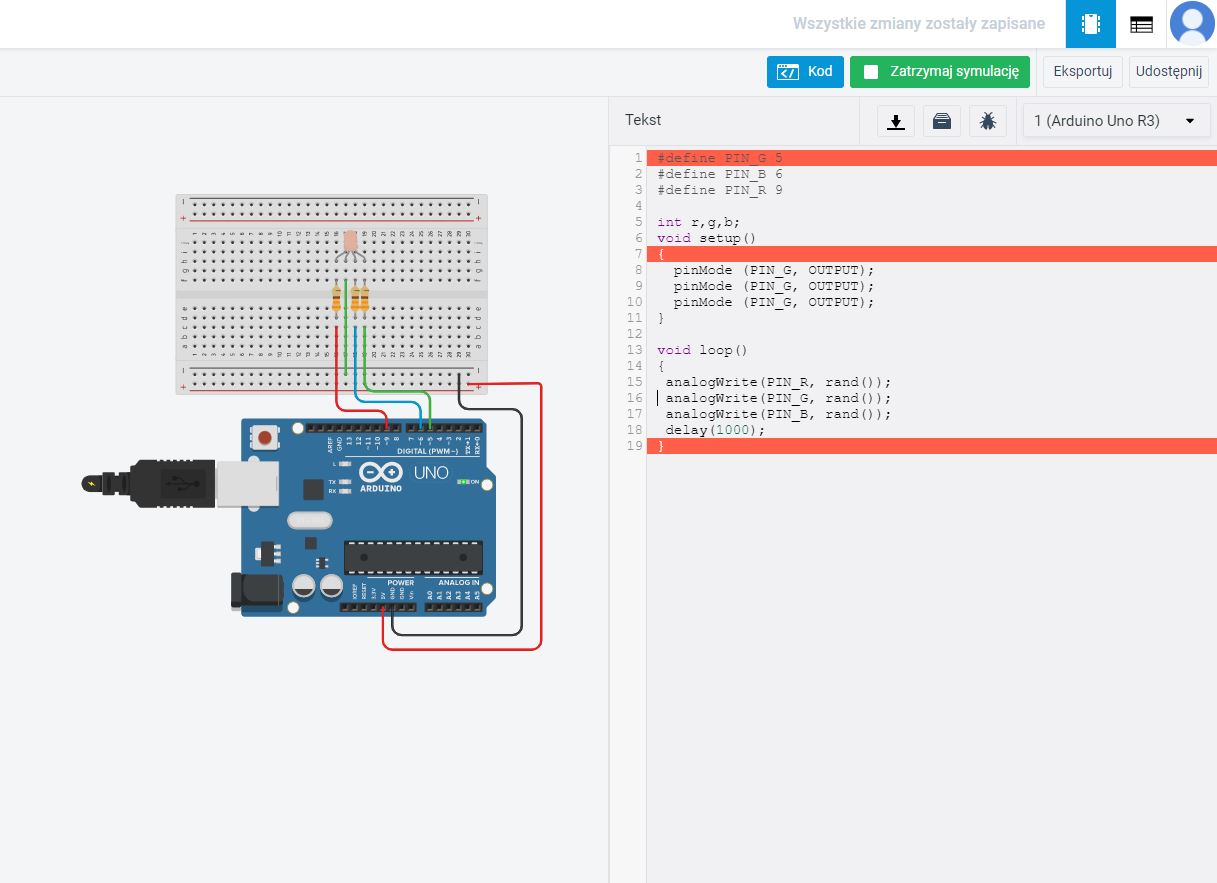 Wszystkie zmiany zostały zapisane
Kod
Zatrzymaj symulację
Eksportuj
Udostępnij
Tekst
1 (Arduino Uno R3)
1 #define PIN_G 5
2 #define PIN_B 6
3 #define PIN_R 9
4
5 int r,g,b;
6 void setup()
7 {
8 pinMode (PIN_G, OUTPUT);
9 pinMode (PIN_G, OUTPUT);
10 pinMode (PIN_G, OUTPUT);
11 }
12
13 void loop()
14 {
15 analogWrite(PIN_R, rand());
16 analogWrite(PIN_G, rand());
17 analogWrite(PIN_B, rand());
18 delay(1000);
19 }
AREF
GND
13
12
~11
~10
~9
8
7
~6
~5
4
~3
2
TX→1
RX←0
DIGITAL (PWM~)
L
TX
RX
UNO
ARDUINO
ON
POWER
ANALOG IN
IOREF
RESET
3.3V
5V
GND
GND
Vin
A0
A1
A2
A3
A4
A5